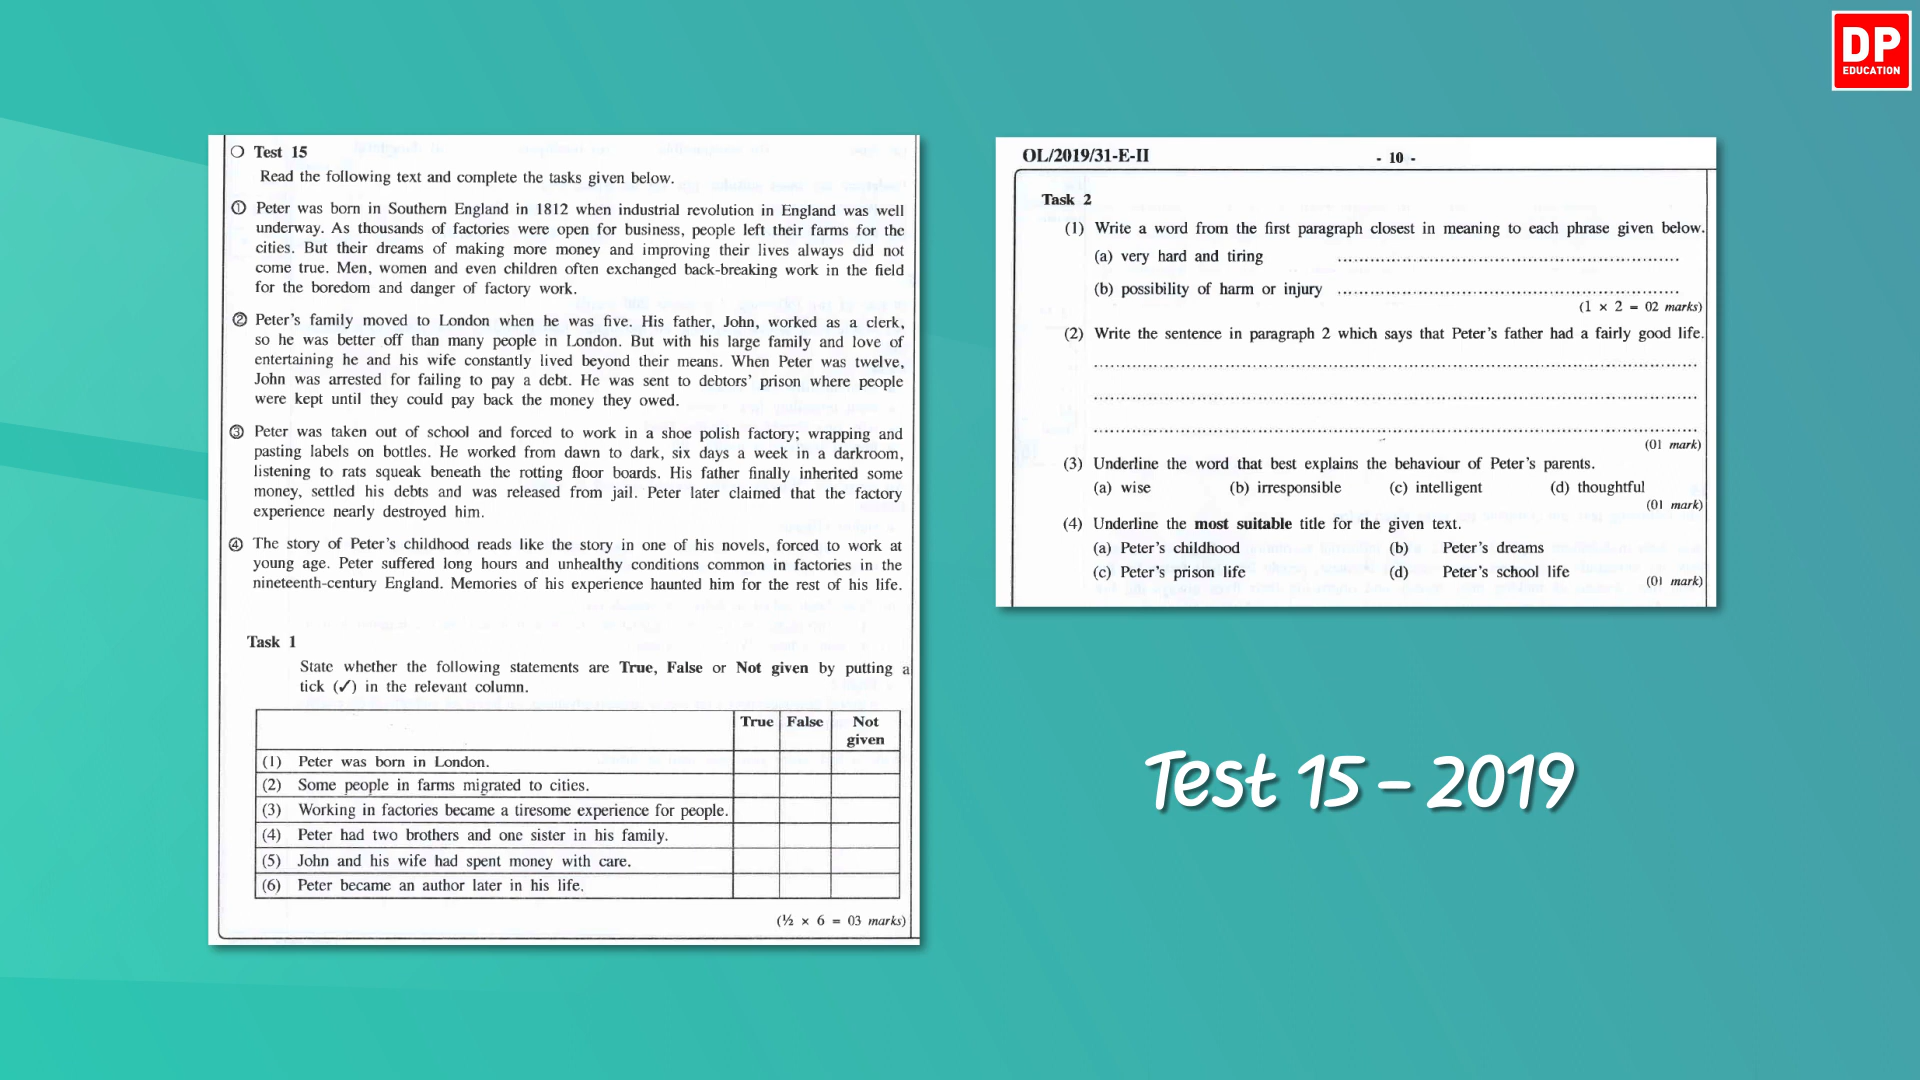 DP
EDUCATION
❍ Test 15
Read the following text and complete the tasks given below.
① Peter was born in Southern England in 1812 when industrial revolution in England was well
underway. As thousands of factories were open for business, people left their farms for the
cities. But their dreams of making more money and improving their lives always did not
come true. Men, women and even children often exchanged back-breaking work in the field
for the boredom and danger of factory work.
② Peter's family moved to London when he was five. His father, John, worked as a clerk,
so he was better off than many people in London. But with his large family and love of
entertaining he and his wife constantly lived beyond their means. When Peter was twelve,
John was arrested for failing to pay a debt. He was sent to debtors' prison where people
were kept until they could pay back the money they owed.
③ Peter was taken out of school and forced to work in a shoe polish factory; wrapping and
pasting labels on bottles. He worked from dawn to dark, six days a week in a darkroom,
listening to rats squeak beneath the rotting floor boards. His father finally inherited some
money, settled his debts and was released from jail. Peter later claimed that the factory
experience nearly destroyed him.
④ The story of Peter's childhood reads like the story in one of his novels, forced to work at
young age. Peter suffered long hours and unhealthy conditions common in factories in the
nineteenth-century England. Memories of his experience haunted him for the rest of his life.
Task 1
State whether the following statements are True, False or Not given by putting a
tick (✓) in the relevant column.
True False Not
given
(1) Peter was born in London.
(2) Some people in farms migrated to cities.
(3) Working in factories became a tiresome experience for people.
(4) Peter had two brothers and one sister in his family.
(5) John and his wife had spent money with care.
(6) Peter became an author later in his life.
(½ × 6 = 03 marks)
OL/2019/31-E-II - 10 -
Task 2
(1) Write a word from the first paragraph closest in meaning to each phrase given below.
(a) very hard and tiring ..........................................................
(b) possibility of harm or injury ..........................................................
(1 × 2 = 02 marks)
(2) Write the sentence in paragraph 2 which says that Peter's father had a fairly good life.
....................................................................................................
....................................................................................................
....................................................................................................
(01 mark)
(3) Underline the word that best explains the behaviour of Peter's parents.
(a) wise (b) irresponsible (c) intelligent (d) thoughtful
(01 mark)
(4) Underline the most suitable title for the given text.
(a) Peter's childhood (b) Peter's dreams
(c) Peter's prison life (d) Peter's school life
(01 mark)
Test 15 – 2019